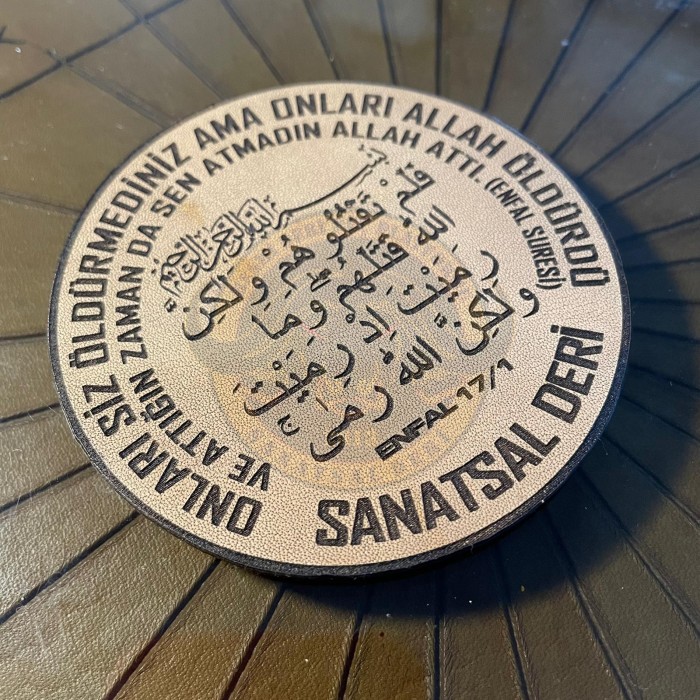 ONLARI SİZ ÖLDÜRMEDİNİZ AMA ONLARI ALLAH ÖLDÜRDÜ
VE ATTIĞIN ZAMAN DA SEN ATMADIN ALLAH ATTI. (ENFAL SURESİ)
بسم الله الرحمن الرحيم
فلم
تقتلوهم ولكن
الله قتلهم وما
رميت إذ رميت
ولكن الله رمى ج
ENFAL 17/1
SANATSAL DERİ